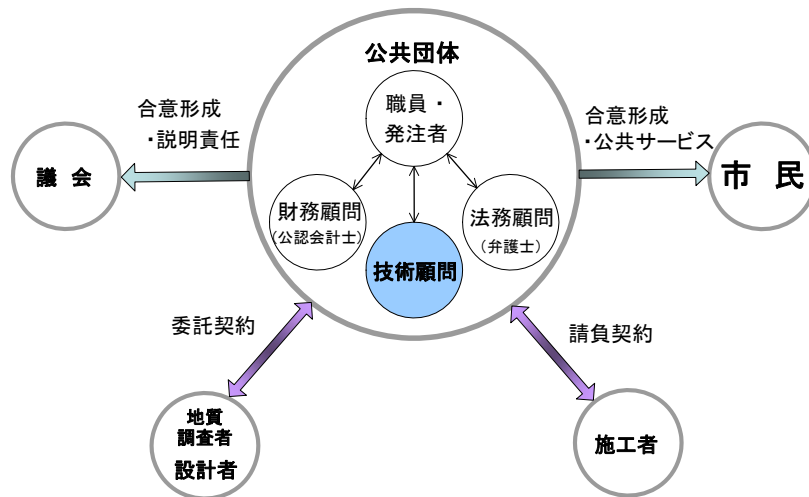 公共団体
職員・
発注者
合意形成
・説明責任
合意形成
・公共サービス
議 会
市 民
財務顧問
(公認会計士)
法務顧問
(弁護士)
技術顧問
委託契約
請負契約
地質
調査者
設計者
施工者